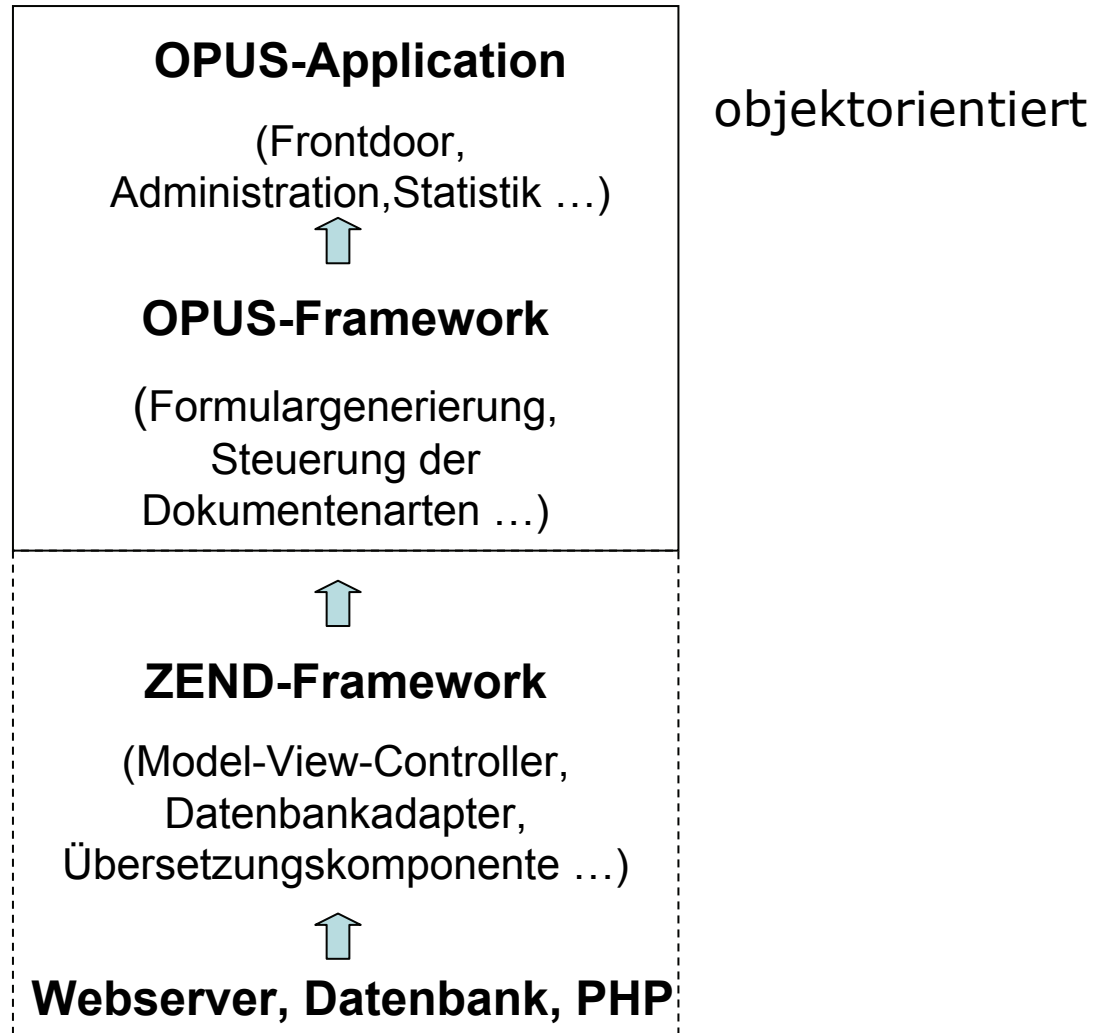 OPUS-Application
objektorientiert
(Frontdoor,
Administration,Statistik …)
OPUS-Framework
(Formulargenerierung,
Steuerung der
Dokumentenarten …)
ZEND-Framework
(Model-View-Controller,
Datenbankadapter,
Übersetzungskomponente …)
Webserver, Datenbank, PHP